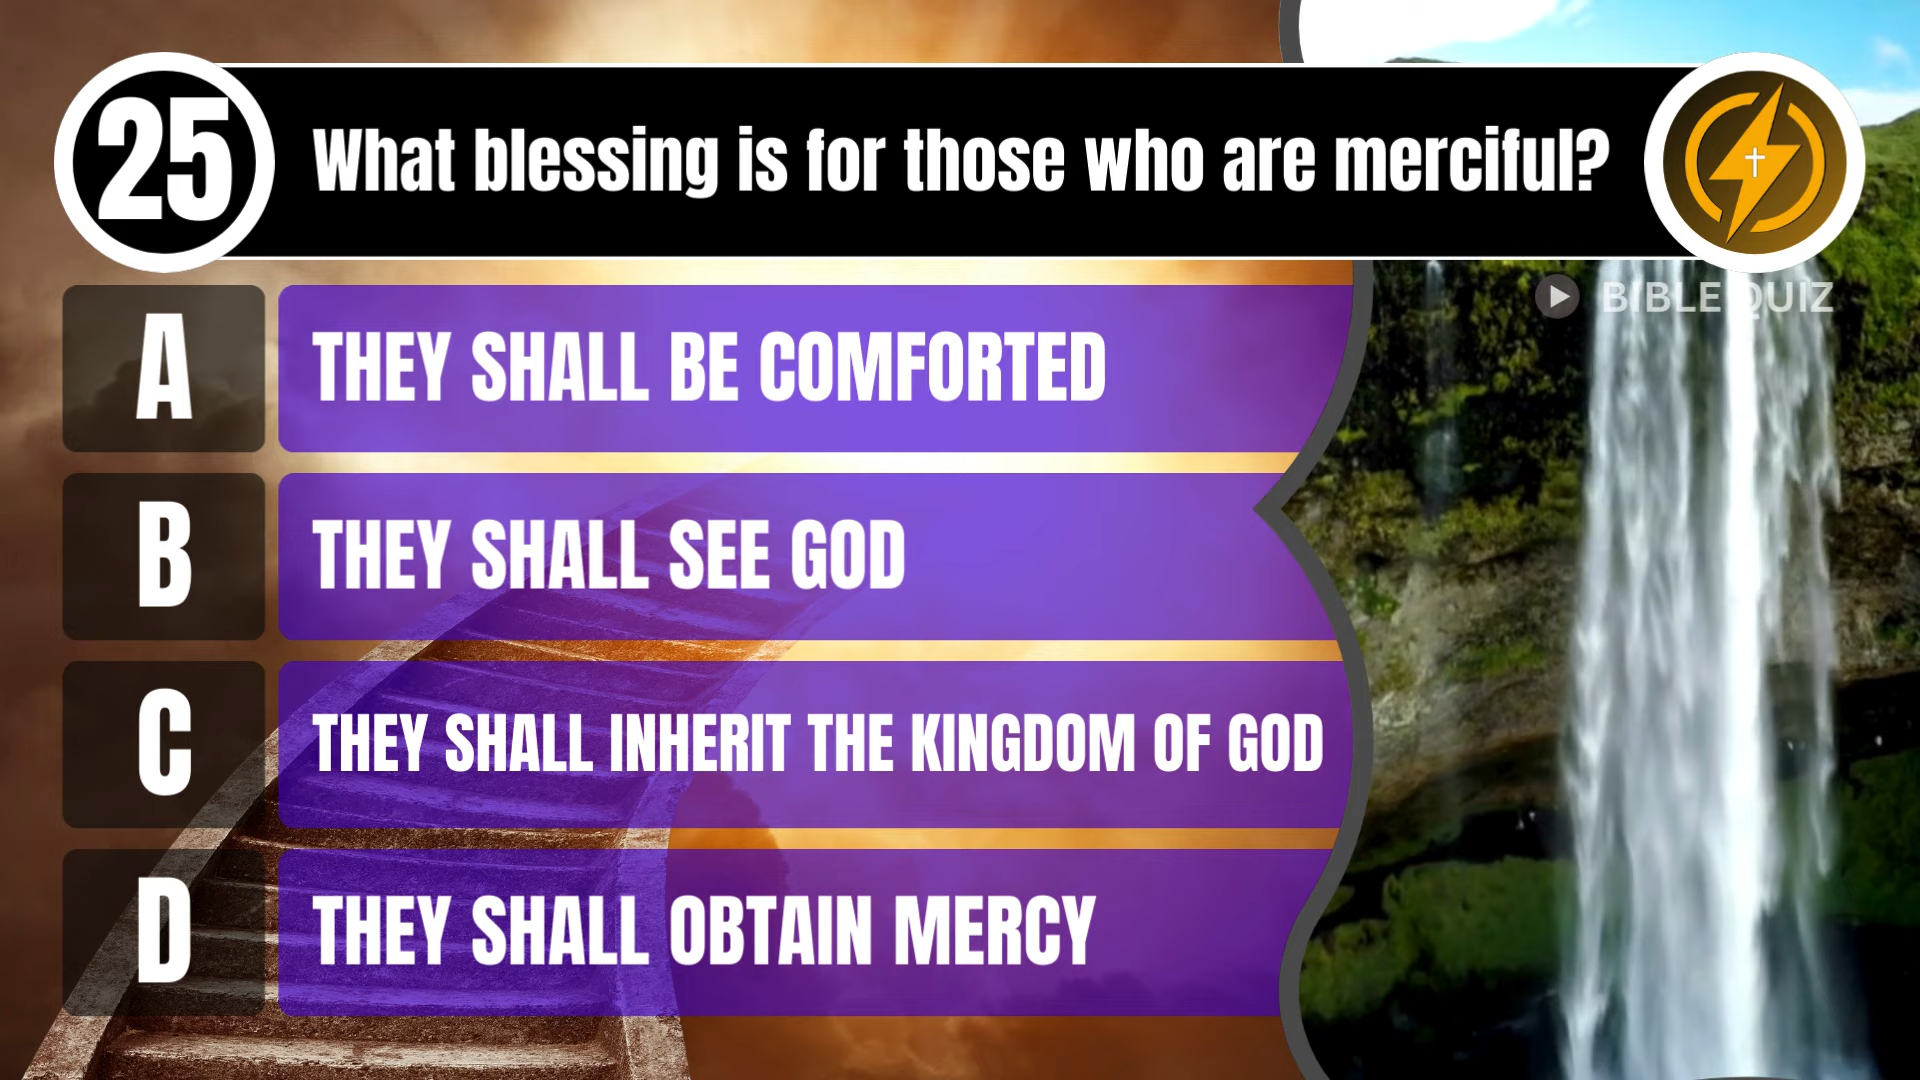 25
What blessing is for those who are merciful?
BIBLE QUIZ
A
THEY SHALL BE COMFORTED
B
THEY SHALL SEE GOD
C
THEY SHALL INHERIT THE KINGDOM OF GOD
D
THEY SHALL OBTAIN MERCY